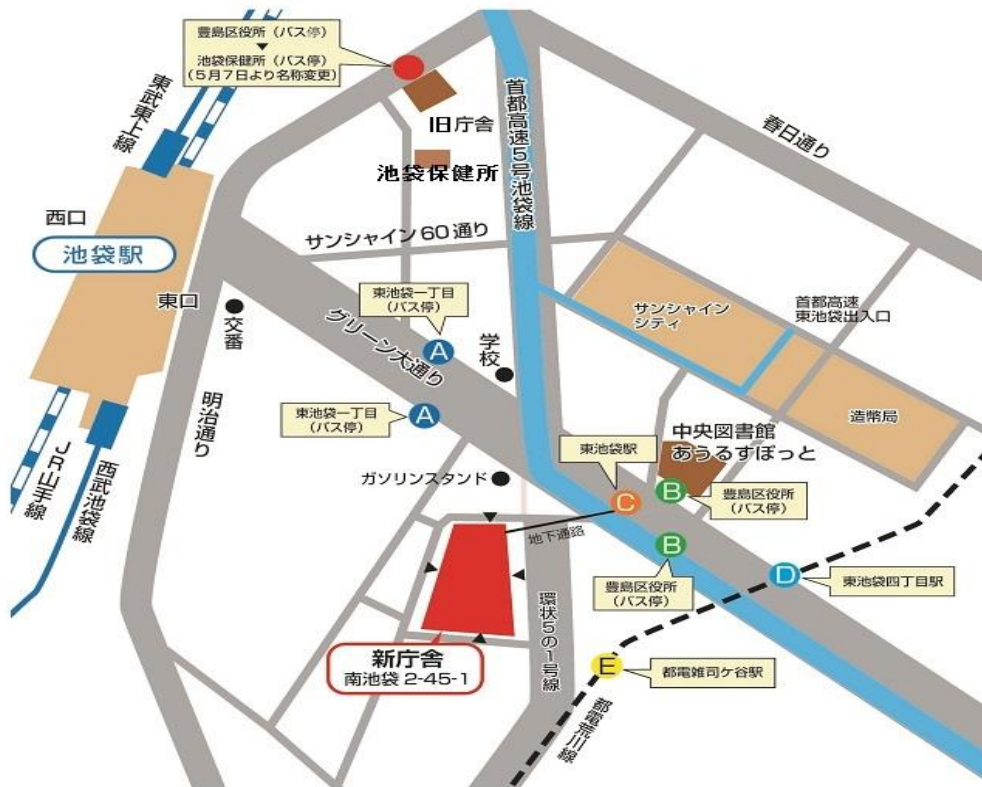 豊島区役所（バス停）
▼
池袋保健所（バス停）
（5月7日より名称変更）
東武東上線
旧庁舎
池袋保健所
首都高速5号池袋線
春日通り
西口
池袋駅
東口
サンシャイン60通り
東池袋一丁目
（バス停）
A
グリーン大通り
交番
学校
サンシャイン
シティ
首都高速
東池袋出入口
造幣局
明治通り
東池袋一丁目
（バス停）
A
JR山手線
西武池袋線
ガソリンスタンド
東池袋駅
C
中央図書館
あうるすぽっと
B
豊島区役所
（バス停）
地下通路
B
豊島区役所
（バス停）
D
東池袋四丁目駅
環状5の1号線
新庁舎
南池袋2-45-1
E
都電雑司ケ谷駅
都電荒川線